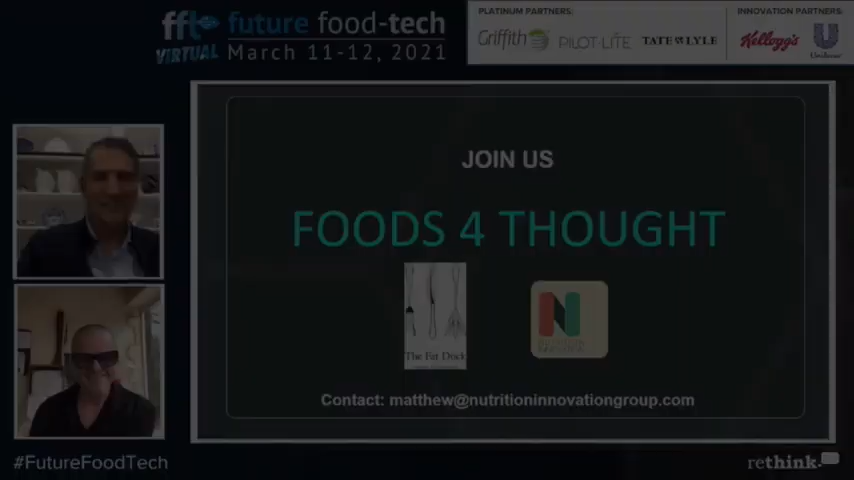 fft future food-tech
VIRTUAL March 11-12, 2021
PLATINUM PARTNERS:
Griffith
PILOT-LITE
TATE & LYLE
INNOVATION PARTNERS:
Kellogg's
Unilever
JOIN US
FOODS 4 THOUGHT
The Fat Duck
N
Contact: matthew@nutritioninnovationgroup.com
#FutureFoodTech
rethink.